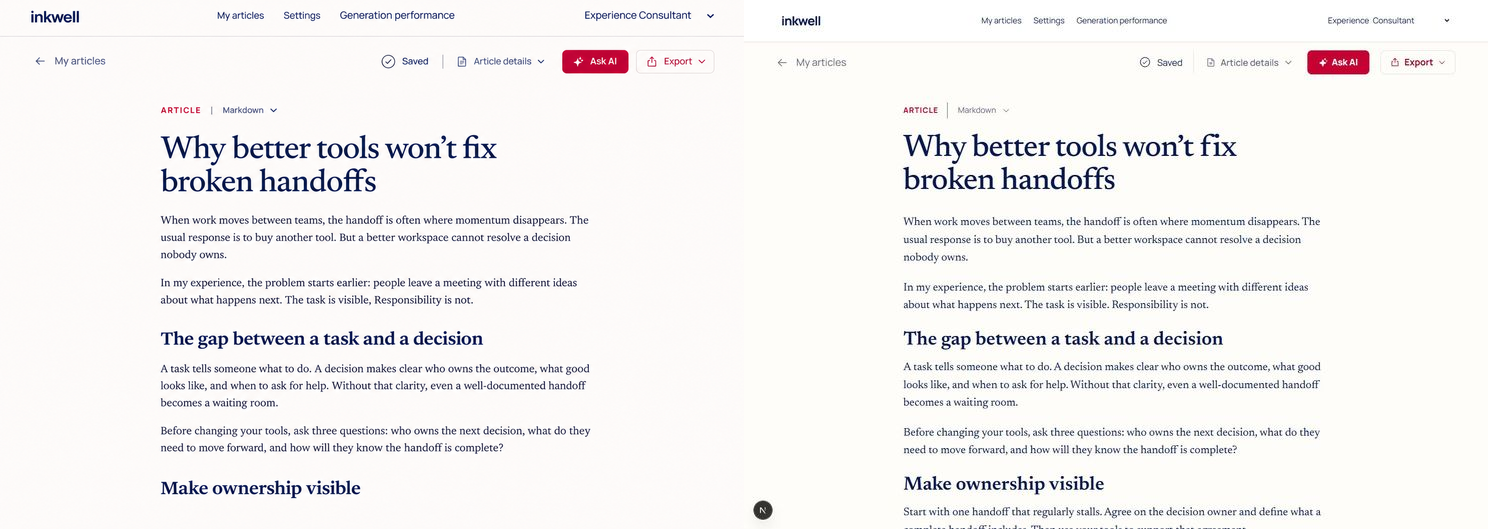 inkwell My articles Settings Generation performance Experience Consultant
My articles Saved Article details Ask AI Export
ARTICLE | Markdown
Why better tools won’t fix
broken handoffs
When work moves between teams, the handoff is often where momentum disappears. The
usual response is to buy another tool. But a better workspace cannot resolve a decision
nobody owns.
In my experience, the problem starts earlier: people leave a meeting with different ideas
about what happens next. The task is visible, Responsibility is not.
The gap between a task and a decision
A task tells someone what to do. A decision makes clear who owns the outcome, what good
looks like, and when to ask for help. Without that clarity, even a well-documented handoff
becomes a waiting room.
Before changing your tools, ask three questions: who owns the next decision, what do they
need to move forward, and how will they know the handoff is complete?
Make ownership visible
inkwell My articles Settings Generation performance Experience Consultant
My articles Saved Article details Ask AI Export
ARTICLE Markdown
Why better tools won’t fix
broken handoffs
When work moves between teams, the handoff is often where momentum disappears. The
usual response is to buy another tool. But a better workspace cannot resolve a decision
nobody owns.
In my experience, the problem starts earlier: people leave a meeting with different ideas
about what happens next. The task is visible. Responsibility is not.
The gap between a task and a decision
A task tells someone what to do. A decision makes clear who owns the outcome, what good
looks like, and when to ask for help. Without that clarity, even a well-documented handoff
becomes a waiting room.
Before changing your tools, ask three questions: who owns the next decision, what do they
need to move forward, and how will they know the handoff is complete?
Make ownership visible
Start with one handoff that regularly stalls. Agree on the decision owner and define what a
N